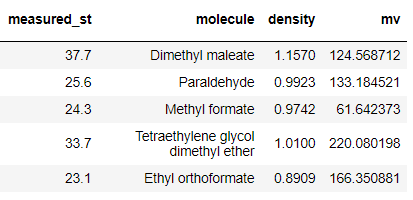 measured_st molecule density mv
37.7 Dimethyl maleate 1.1570 124.568712
25.6 Paraldehyde 0.9923 133.184521
24.3 Methyl formate 0.9742 61.642373
33.7 Tetraethylene glycol dimethyl ether 1.0100 220.080198
23.1 Ethyl orthoformate 0.8909 166.350881